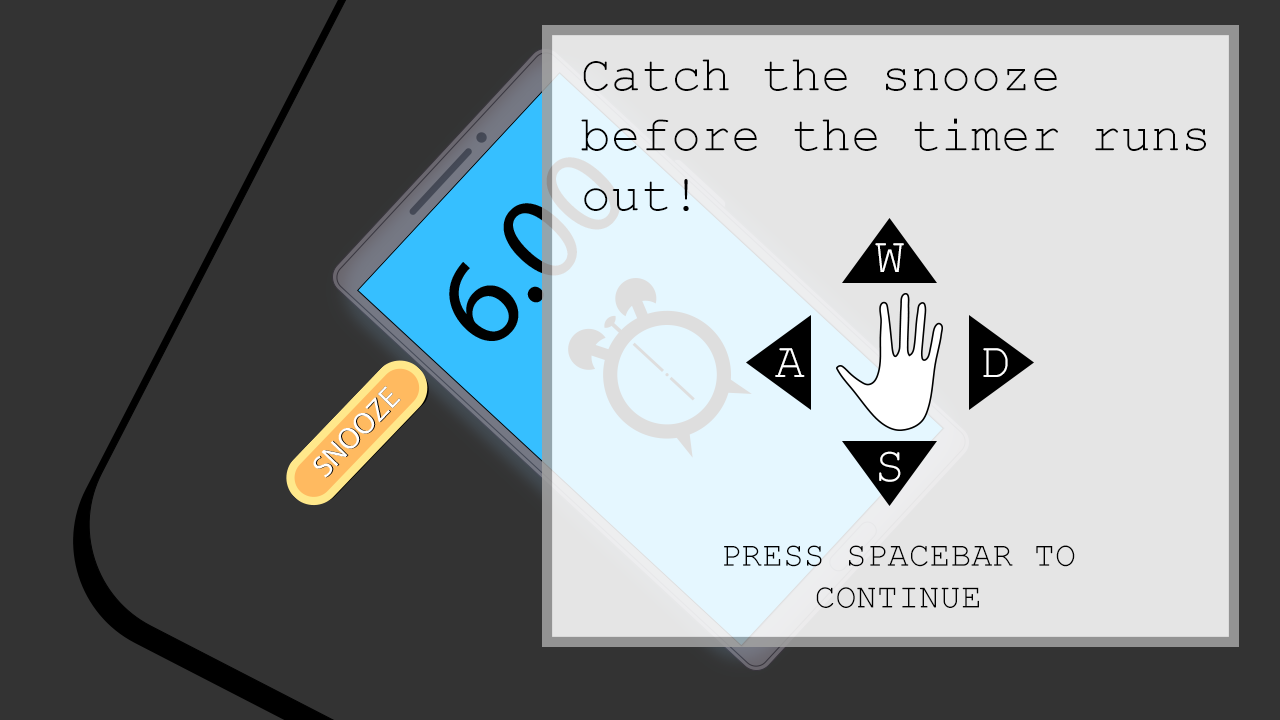 Catch the snooze
before the timer runs
out!
W
A
D
S
PRESS SPACEBAR TO
CONTINUE
6.00
SNOOZE